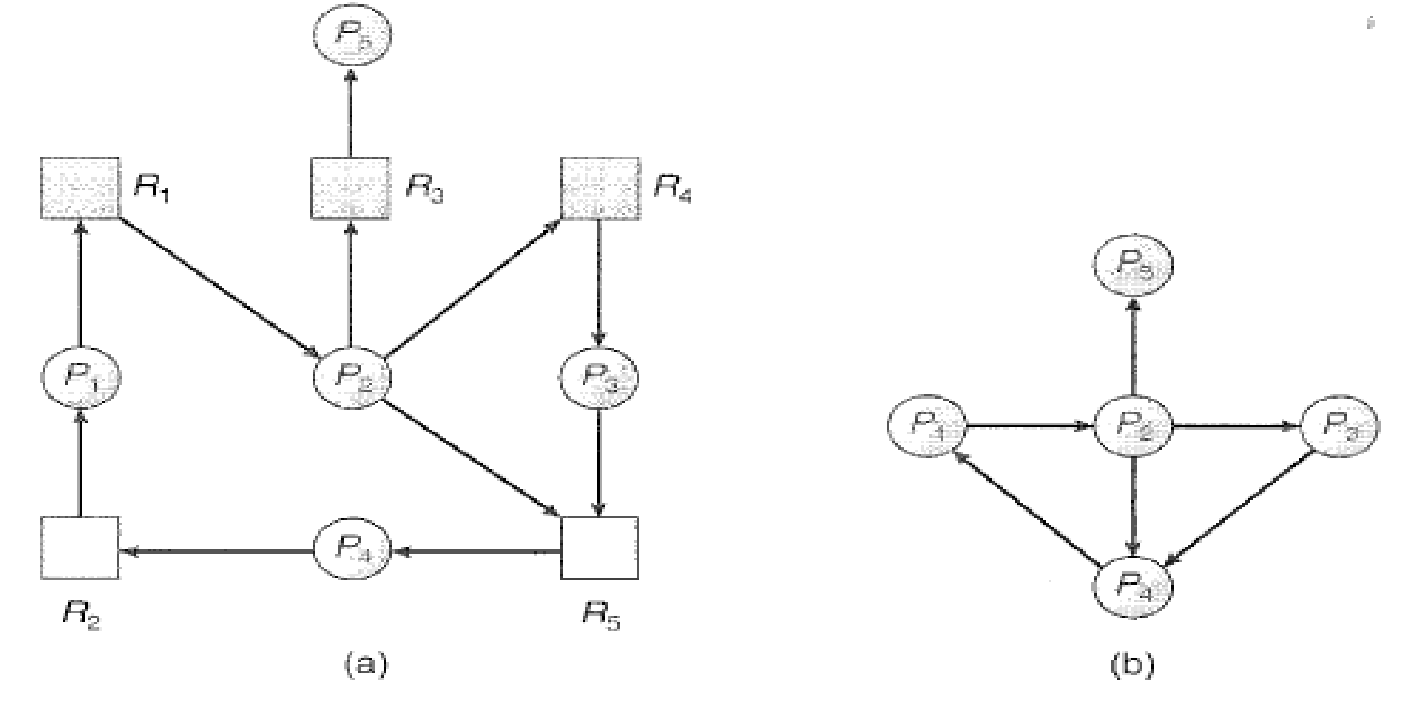 P₅
R₁ R₃ R₄
P₁ P₂ P₃
P₅
P₁ P₂ P₃
P₄
P₄
R₂ R₅
(a) (b)